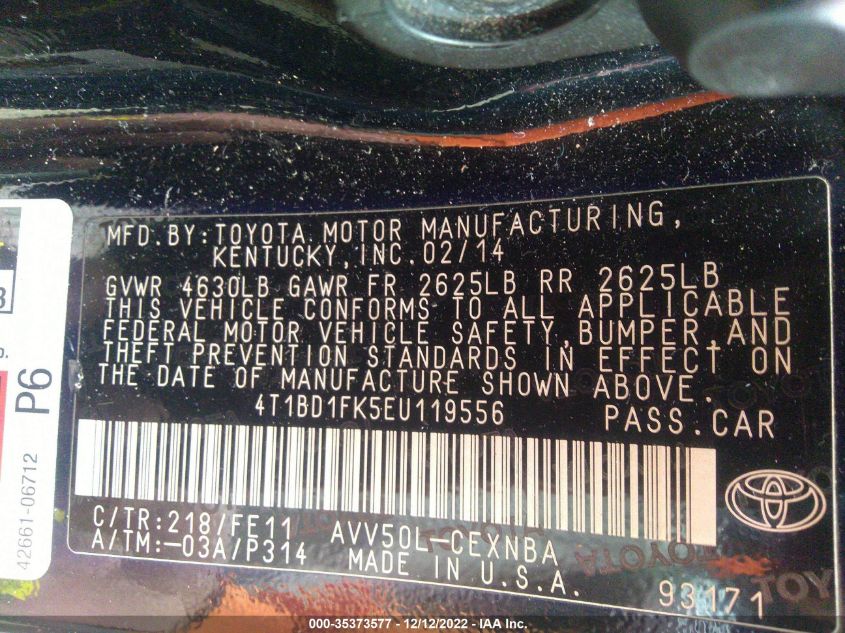 MFD.BY:TOYOTA MOTOR MANUFACTURING,
KENTUCKY,INC.02/14
GVWR 4630LB GAWR FR 2625LB RR 2625LB
THIS VEHICLE CONFORMS TO ALL APPLICABLE
FEDERAL MOTOR VEHICLE SAFETY,BUMPER,AND
THEFT PREVENTION STANDARDS IN EFFECT ON
THE DATE OF MANUFACTURE SHOWN ABOVE.
4T1BD1FK5EU119556 PASS.CAR
C/TR:218/FE11 AVV50L-CEXNBA
A/TM:-03A/P314 MADE IN U.S.A.
93171
P6
42661-06712
TOYOTA
000-35373577 - 12/12/2022 - IAA Inc.